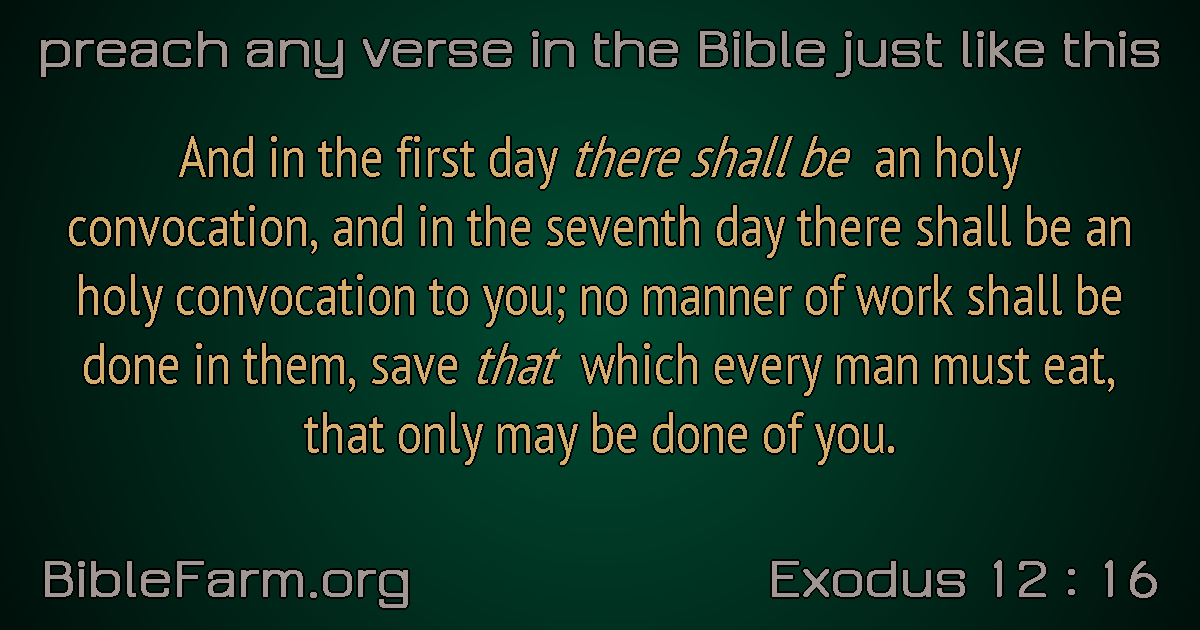 preach any verse in the Bible just like this
And in the first day there shall be an holy
convocation, and in the seventh day there shall be an
holy convocation to you; no manner of work shall be
done in them, save that which every man must eat,
that only may be done of you.
BibleFarm.org
Exodus 12 : 16